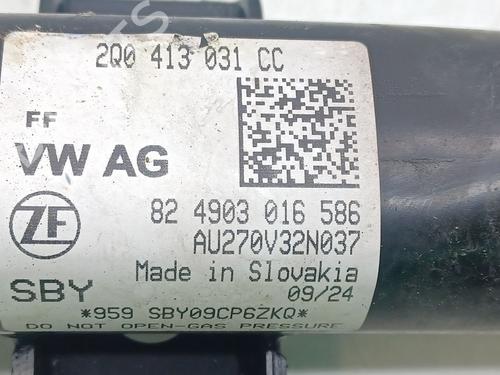 2Q0 413 031 CC
FF
VW AG
ZF
82 4903 016 586
AU270V32N037
Made in Slovakia
SBY
09/24
*959 SBY09CP6ZKQ*
DO NOT OPEN-GAS PRESSURE